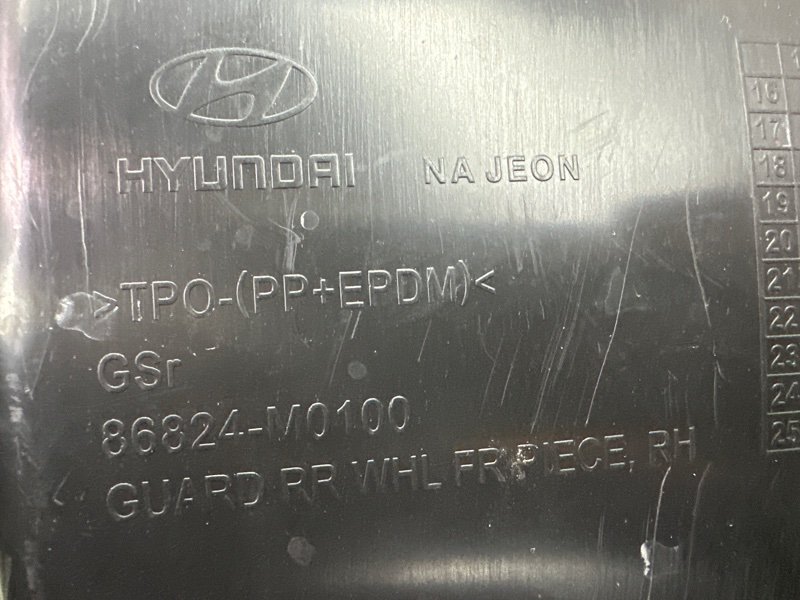 HYUNDAI NA JEON
>TPO-(PP+EPDM)<
GSr
86824-M0100
GUARD RR WHL FR PIECE, RH
1
16
17
18
19
20
21
22
23
24
25